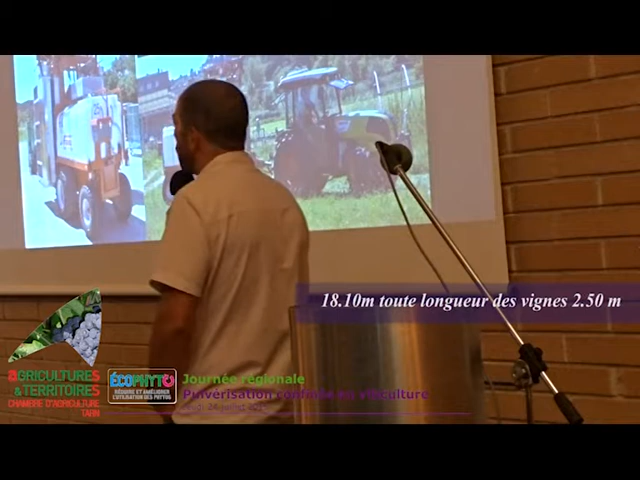 18.10m toute longueur des vignes 2.50 m
AGRICULTURES
& TERRITOIRES
CHAMBRE D'AGRICULTURE
TARN
ÉCOPHYTO
RÉDUIRE ET AMÉLIORER
L'UTILISATION DES PHYTOS
Journée régionale
Pulvérisation confinée en viticulture